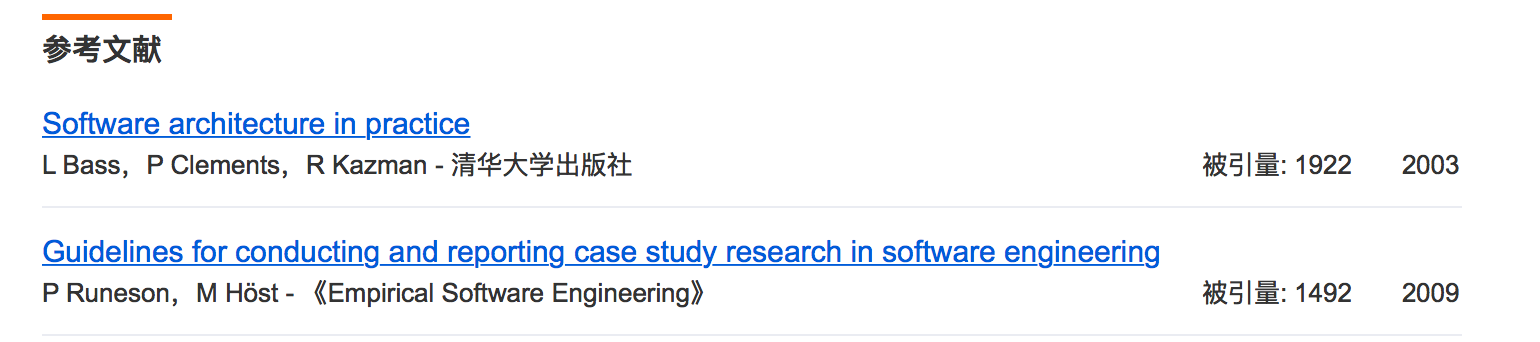 参考文献
Software architecture in practice
L Bass，P Clements，R Kazman - 清华大学出版社 被引量: 1922 2003
Guidelines for conducting and reporting case study research in software engineering
P Runeson，M Höst - 《Empirical Software Engineering》 被引量: 1492 2009